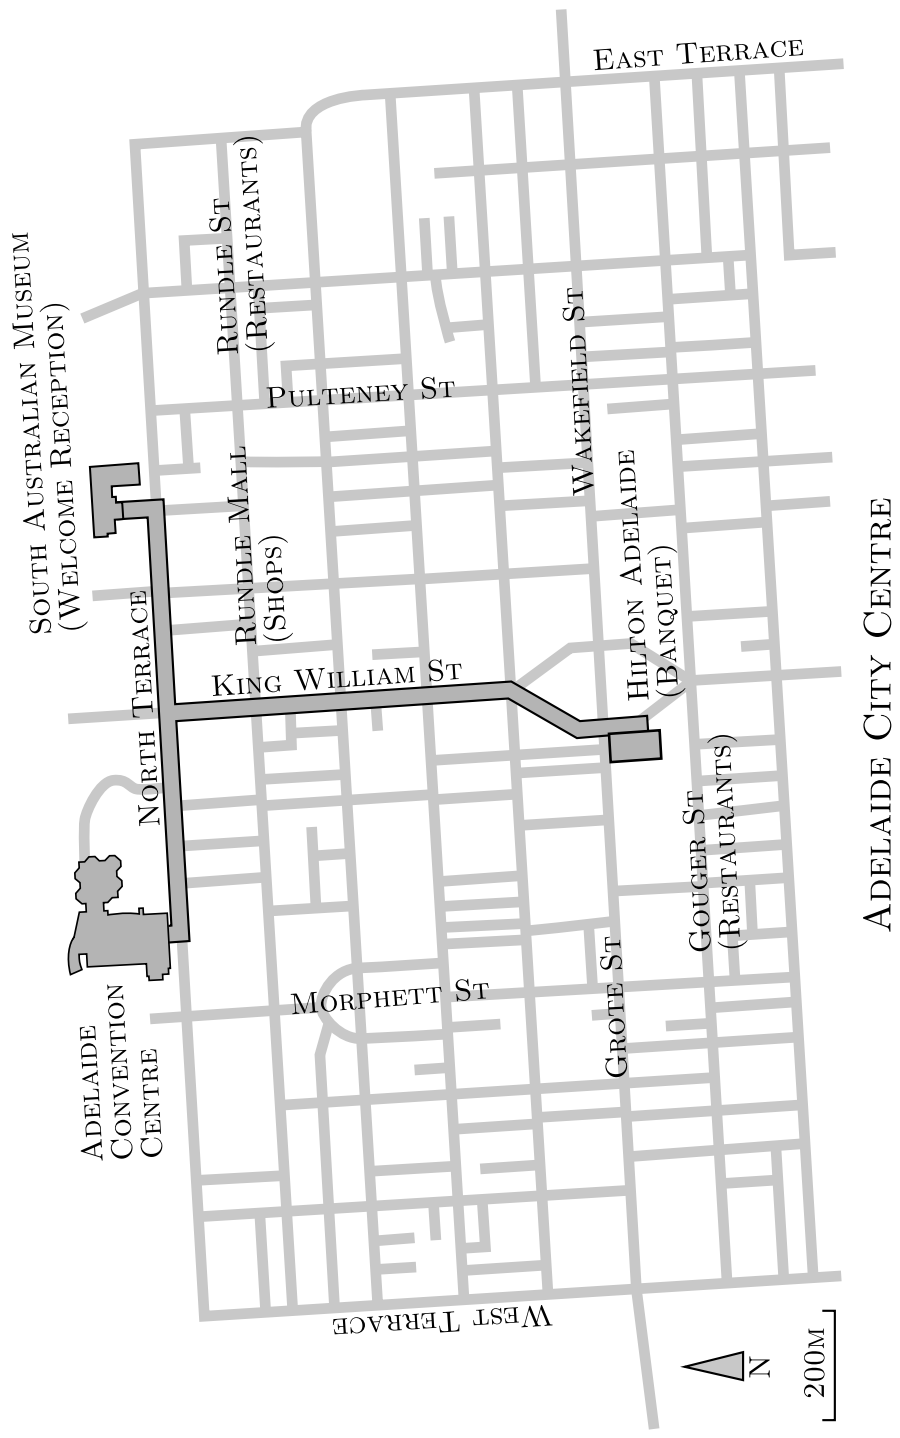 East Terrace
Rundle St
(Restaurants)
South Australian Museum
(Welcome Reception)
Pulteney St
Wakefield St
Rundle Mall
(Shops)
Hilton Adelaide
(Banquet)
North Terrace
King William St
Gouger St
(Restaurants)
Grote St
Morphett St
Adelaide
Convention
Centre
West Terrace
N
200m
Adelaide City Centre